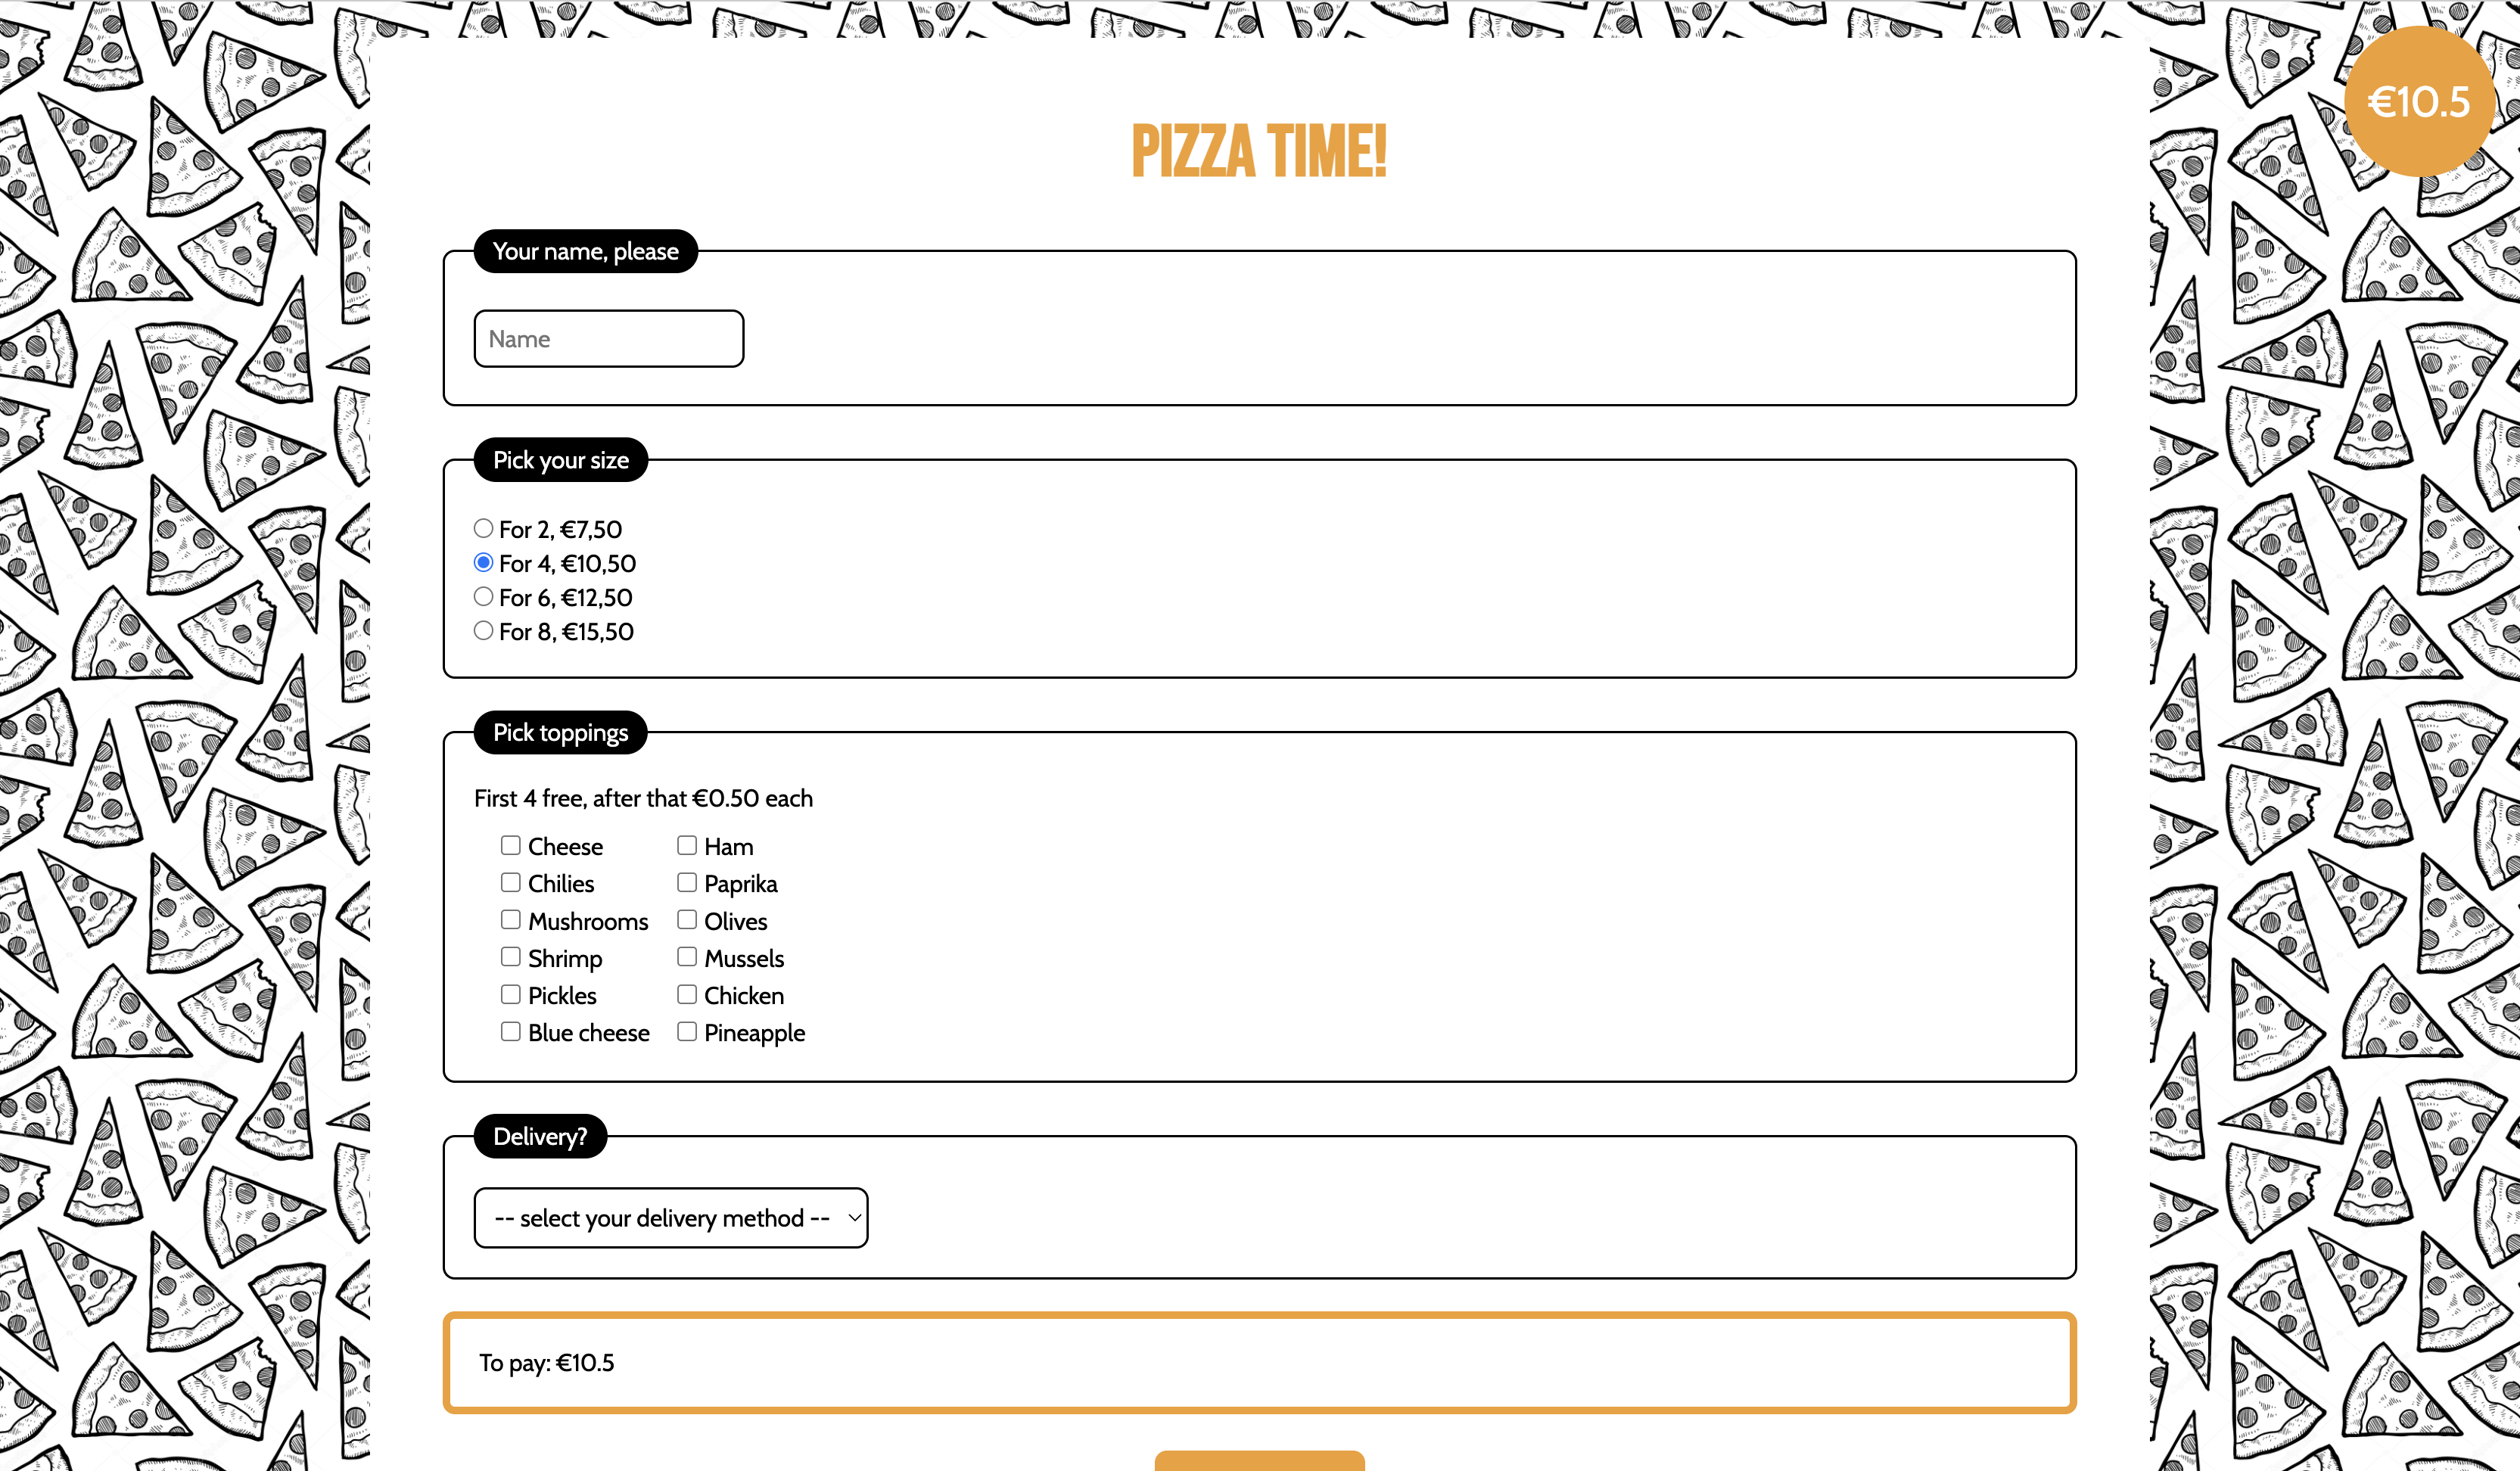 €10.5
PIZZA TIME!
Your name, please
Name
Pick your size
For 2, €7,50
For 4, €10,50
For 6, €12,50
For 8, €15,50
Pick toppings
First 4 free, after that €0.50 each
Cheese Ham
Chilies Paprika
Mushrooms Olives
Shrimp Mussels
Pickles Chicken
Blue cheese Pineapple
Delivery?
-- select your delivery method --
To pay: €10.5